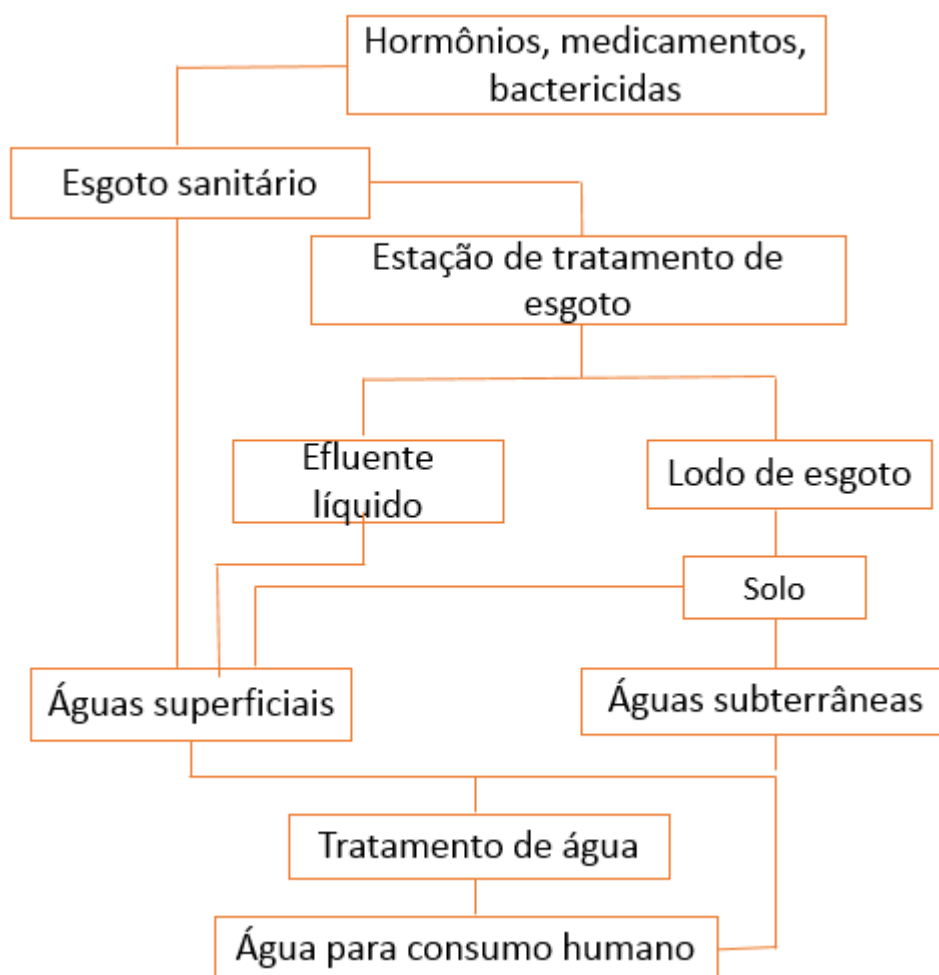 Hormônios, medicamentos,
bactericidas
Esgoto sanitário
Estação de tratamento de
esgoto
Efluente
líquido
Lodo de esgoto
Solo
Águas superficiais
Águas subterrâneas
Tratamento de água
Água para consumo humano